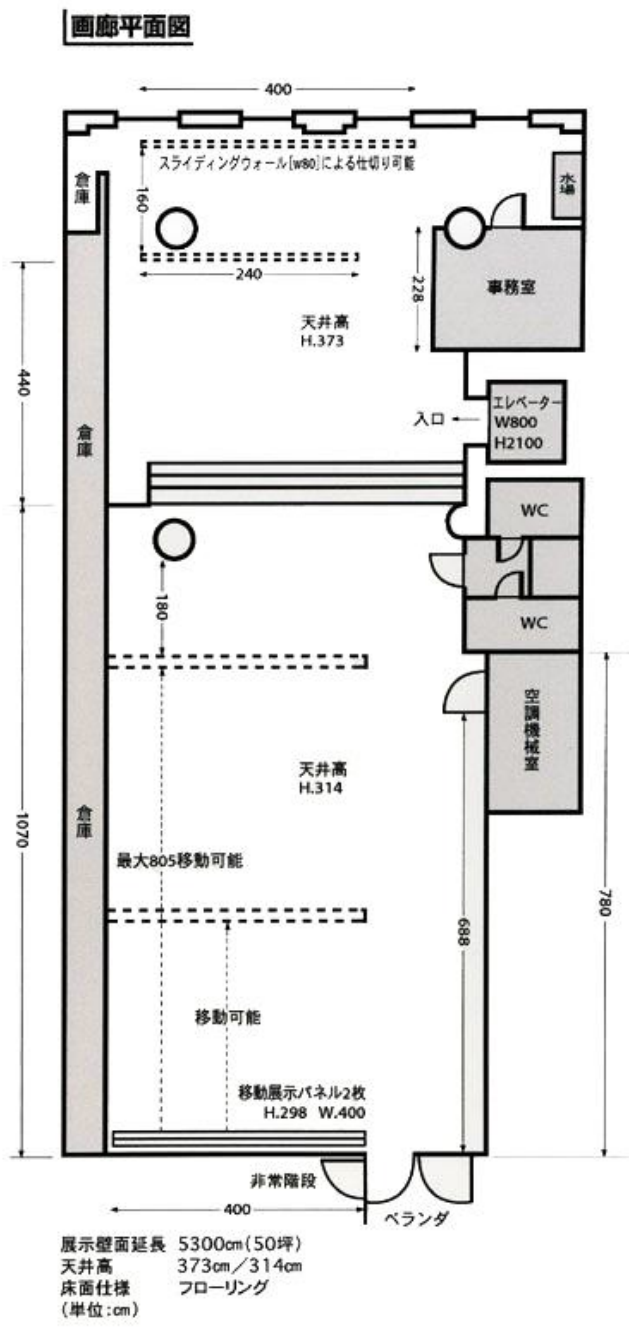 画廊平面図
400
スライディングウォール[w80]による仕切り可能
倉庫
水場
160
240
228
事務室
天井高
H.373
440
エレベーター
W800
H2100
入口
倉庫
WC
180
WC
空調機械室
天井高
H.314
倉庫
1070
最大805移動可能
780
688
移動可能
移動展示パネル2枚
H.298 W.400
非常階段
400
ベランダ
展示壁面延長 5300cm(50坪)
天井高 373cm/314cm
床面仕様 フローリング
(単位:cm)